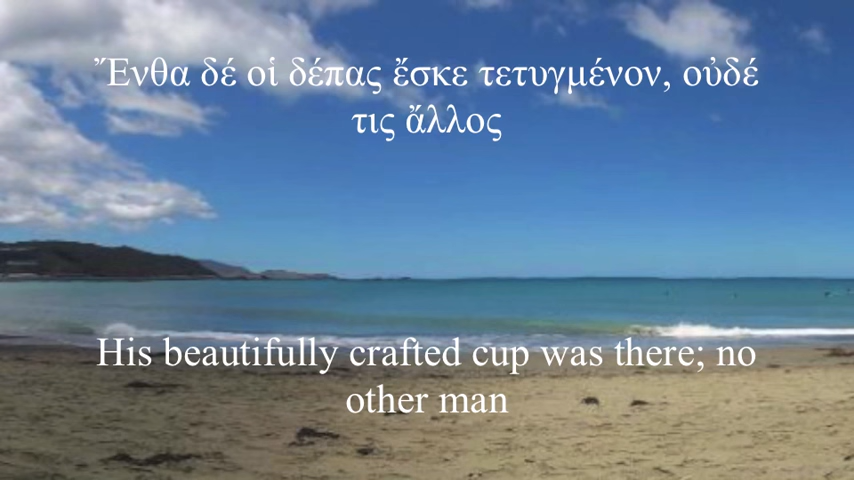 Ἔνθα δέ οἱ δέπας ἔσκε τετυγμένον, οὐδέ
τις ἄλλος
His beautifully crafted cup was there; no
other man